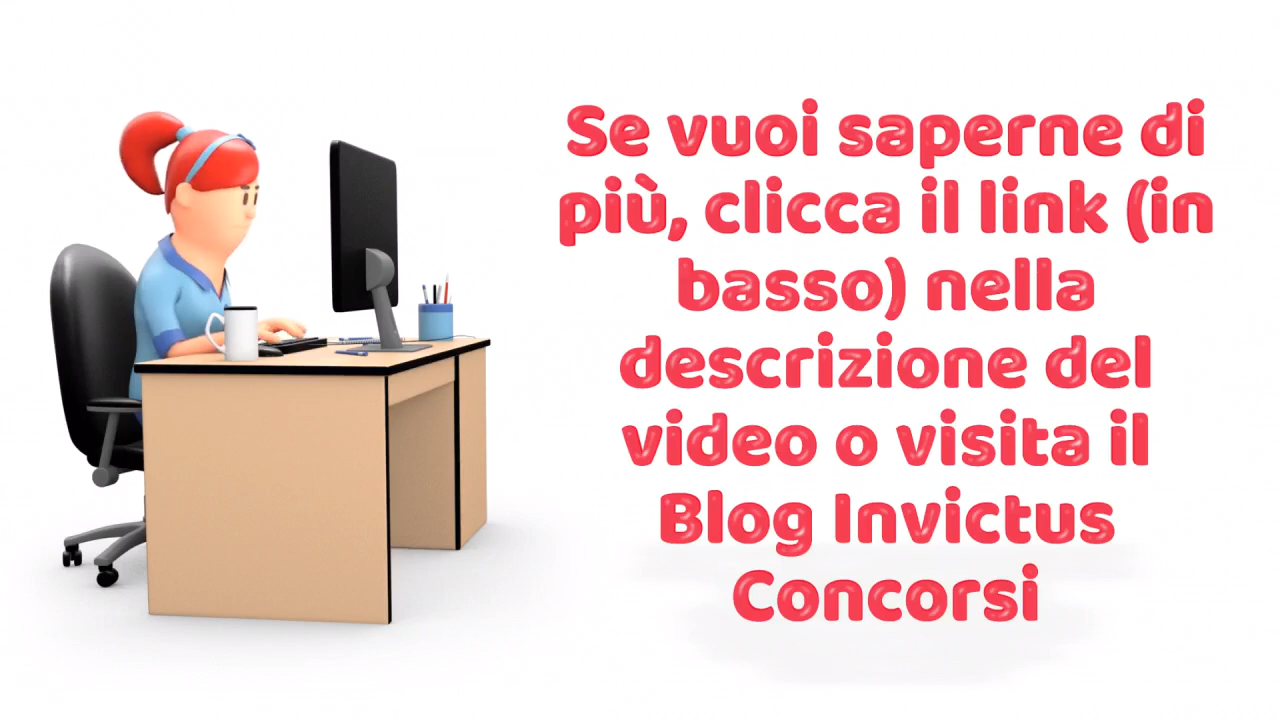 Se vuoi saperne di
più, clicca il link (in
basso) nella
descrizione del
video o visita il
Blog Invictus
Concorsi